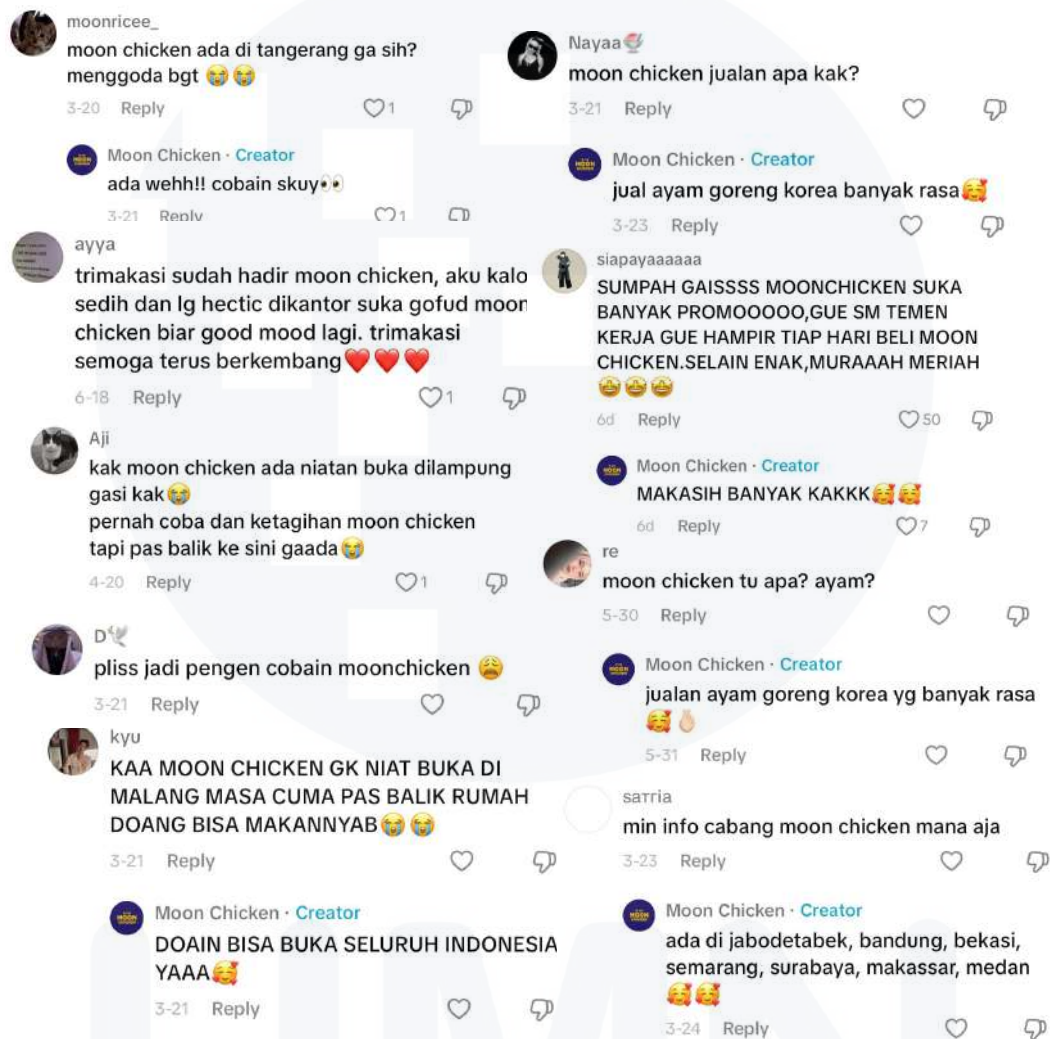 moonricee_
moon chicken ada di tangerang ga sih?
menggoda bgt 😭😭
3-20 Reply 1
Moon Chicken · Creator
ada wehh!! cobain skuy👀
3-21 Reply 1
ayya
trimakasi sudah hadir moon chicken, aku kalo
sedih dan lg hectic dikantor suka gofud moon
chicken biar good mood lagi. trimakasi
semoga terus berkembang❤️❤️❤️
6-18 Reply 1
Aji
kak moon chicken ada niatan buka dilampung
gasi kak😭
pernah coba dan ketagihan moon chicken
tapi pas balik ke sini gaada😭
4-20 Reply 1
D🕊️
pliss jadi pengen cobain moonchicken 😩
3-21 Reply
kyu
KAA MOON CHICKEN GK NIAT BUKA DI
MALANG MASA CUMA PAS BALIK RUMAH
DOANG BISA MAKANNYAB😭😭
3-21 Reply
Moon Chicken · Creator
DOAIN BISA BUKA SELURUH INDONESIA
YAAA🥰
3-21 Reply
Nayaa🍨
moon chicken jualan apa kak?
3-21 Reply
Moon Chicken · Creator
jual ayam goreng korea banyak rasa🥰
3-23 Reply
siapayaaaaaa
SUMPAH GAISSSS MOONCHICKEN SUKA
BANYAK PROMOOOOO,GUE SM TEMEN
KERJA GUE HAMPIR TIAP HARI BELI MOON
CHICKEN.SELAIN ENAK,MURAAAH MERIAH
🤩🤩🤩
6d Reply 50
Moon Chicken · Creator
MAKASIH BANYAK KAKKK🥰🥰
6d Reply 7
re
moon chicken tu apa? ayam?
5-30 Reply
Moon Chicken · Creator
jualan ayam goreng korea yg banyak rasa
🥰🫰🏻
5-31 Reply
saтria
min info cabang moon chicken mana aja
3-23 Reply
Moon Chicken · Creator
ada di jabodetabek, bandung, bekasi,
semarang, surabaya, makassar, medan
🥰🥰
3-24 Reply